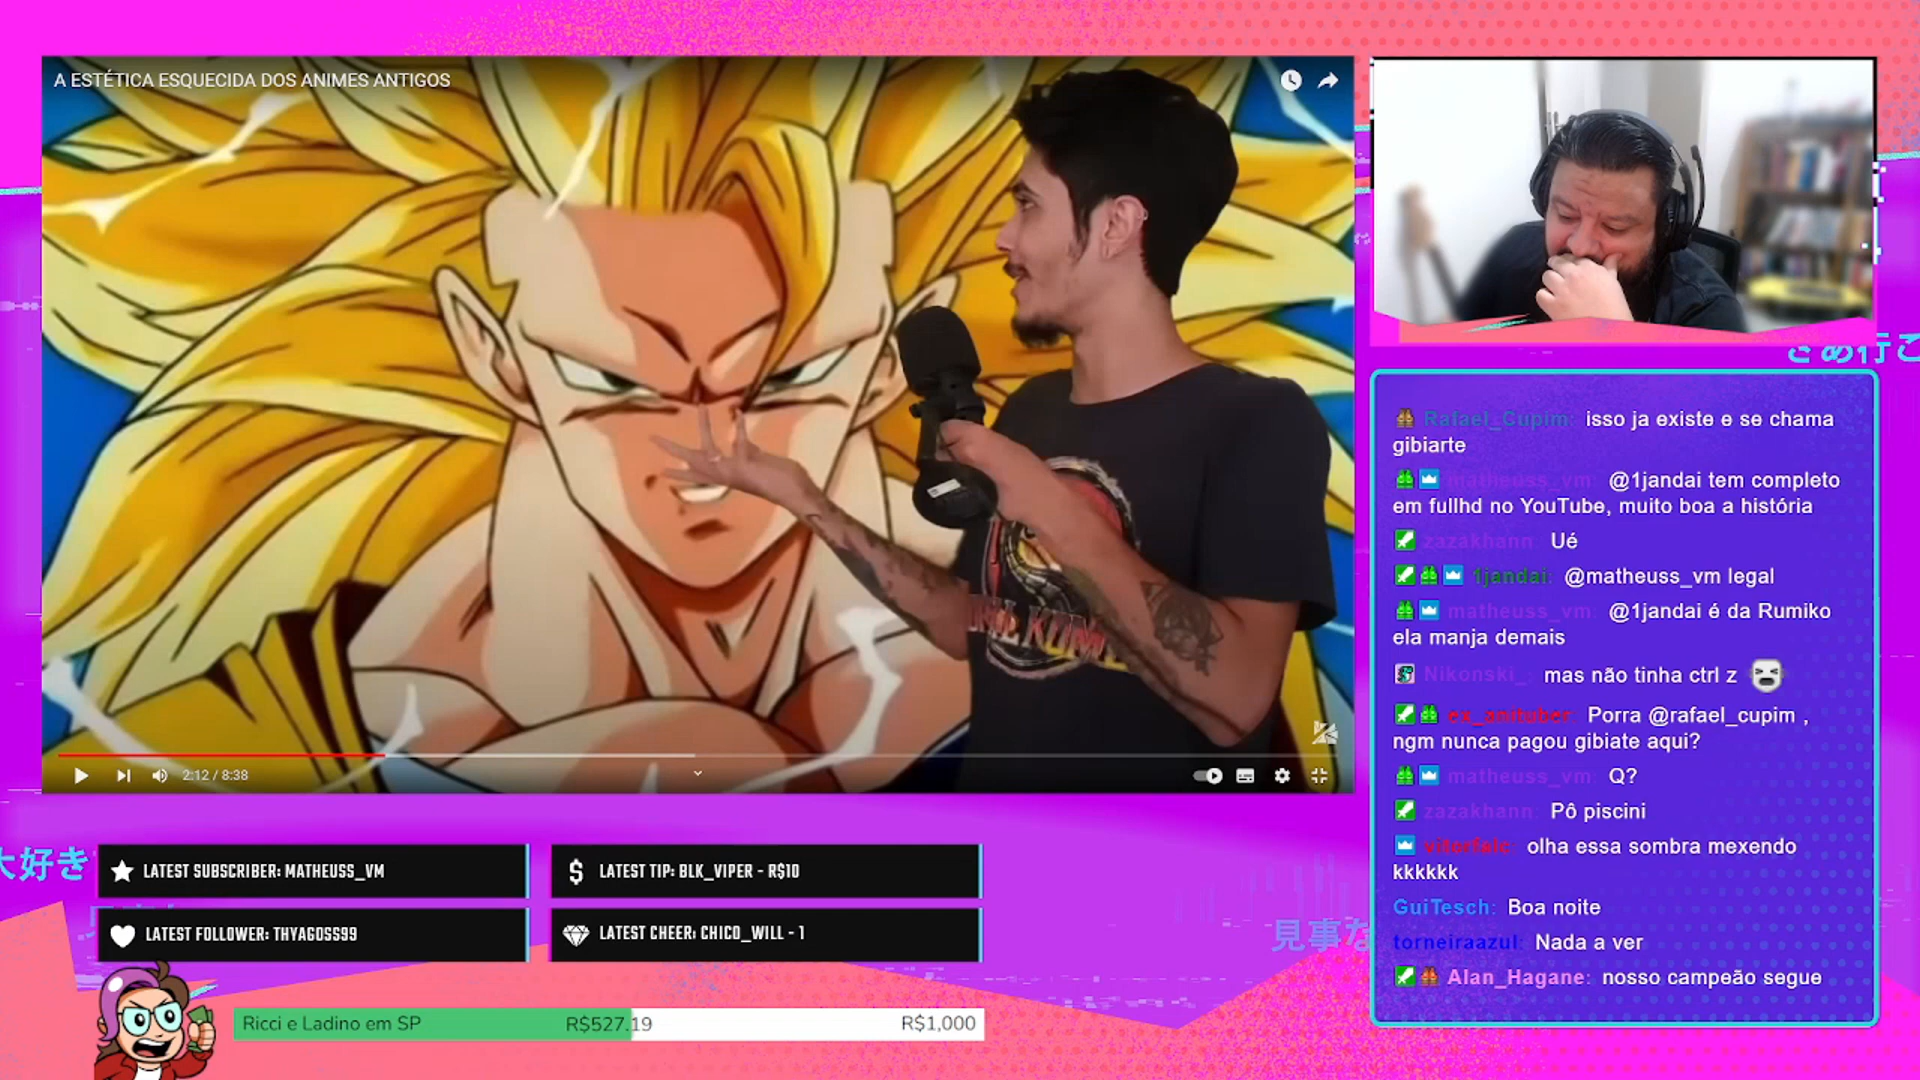 A ESTÉTICA ESQUECIDA DOS ANIMES ANTIGOS
2:12 / 8:38
Rafael_Cupim: isso ja existe e se chama
gibiarte
matheuss_vm: @1jandai tem completo
em fullhd no YouTube, muito boa a história
zazakhann: Ué
1jandai: @matheuss_vm legal
matheuss_vm: @1jandai é da Rumiko
ela manja demais
Nikonski_: mas não tinha ctrl z
ex_anituber: Porra @rafael_cupim ,
ngm nunca pagou gibiate aqui?
matheuss_vm: Q?
zazakhann: Pô piscini
vitorfalc: olha essa sombra mexendo
kkkkkk
GuiTesch: Boa noite
torneiraazul: Nada a ver
Alan_Hagane: nosso campeão segue
大好き
見事な
LATEST SUBSCRIBER: MATHEUSS_VM
LATEST TIP: BLK_VIPER - R$10
LATEST FOLLOWER: THYAGOSS99
LATEST CHEER: CHICO_WILL - 1
Ricci e Ladino em SP R$527.19 R$1,000